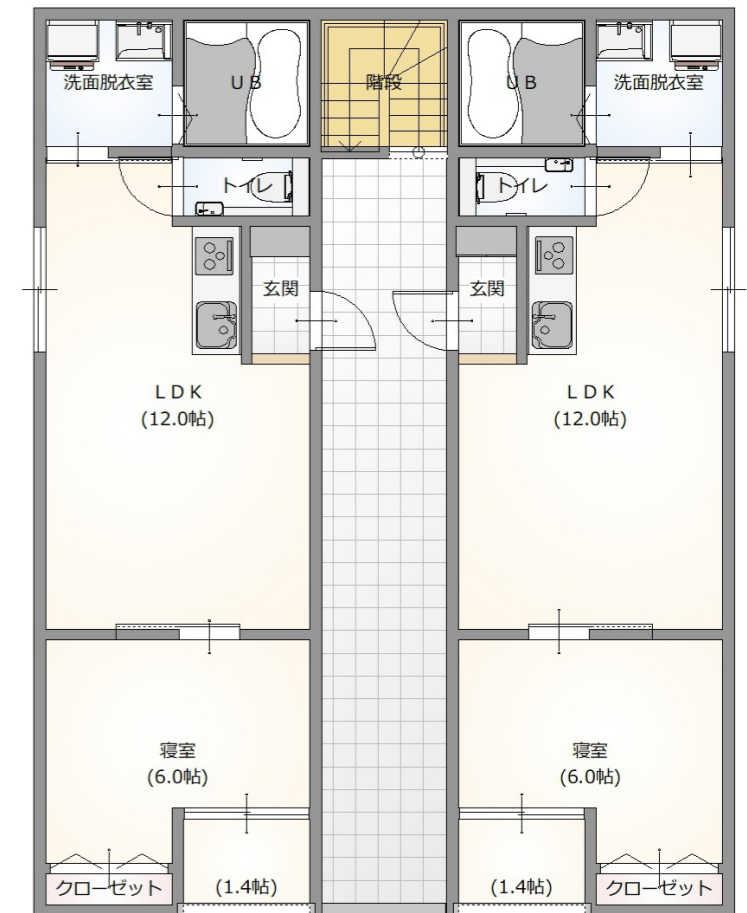 洗面脱衣室
ＵＢ
階段
ＵＢ
洗面脱衣室
トイレ
トイレ
玄関
玄関
ＬＤＫ
(12.0帖)
ＬＤＫ
(12.0帖)
寝室
(6.0帖)
寝室
(6.0帖)
クローゼット
(1.4帖)
(1.4帖)
クローゼット